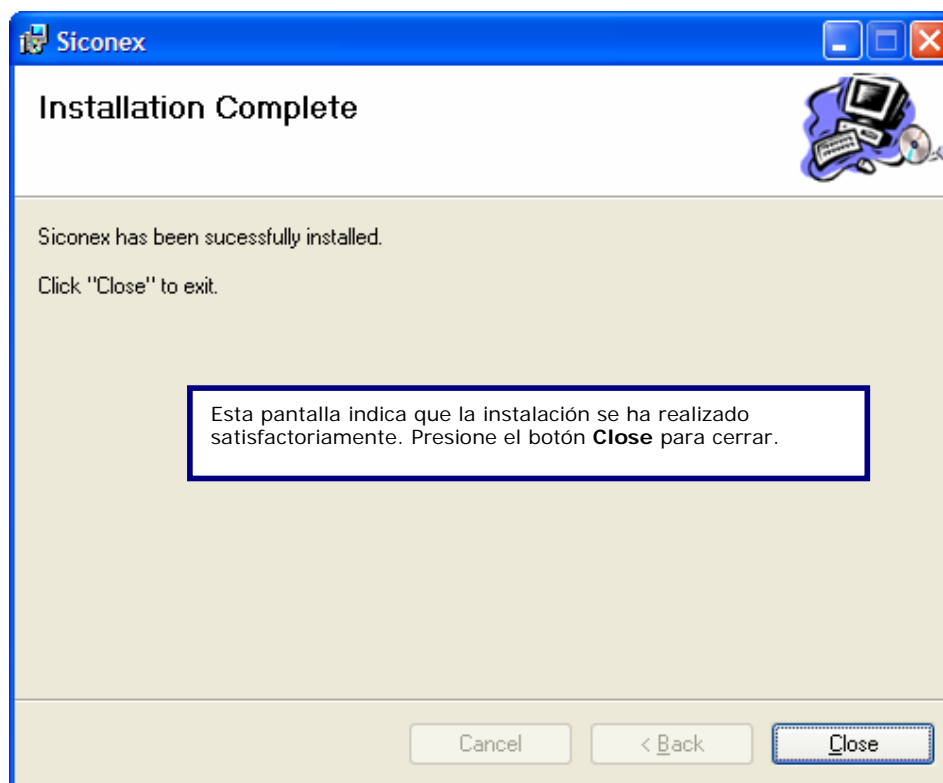 Siconex
Installation Complete
Siconex has been sucessfully installed.
Click "Close" to exit.
Esta pantalla indica que la instalación se ha realizado
satisfactoriamente. Presione el botón Close para cerrar.
Cancel
< Back
Close